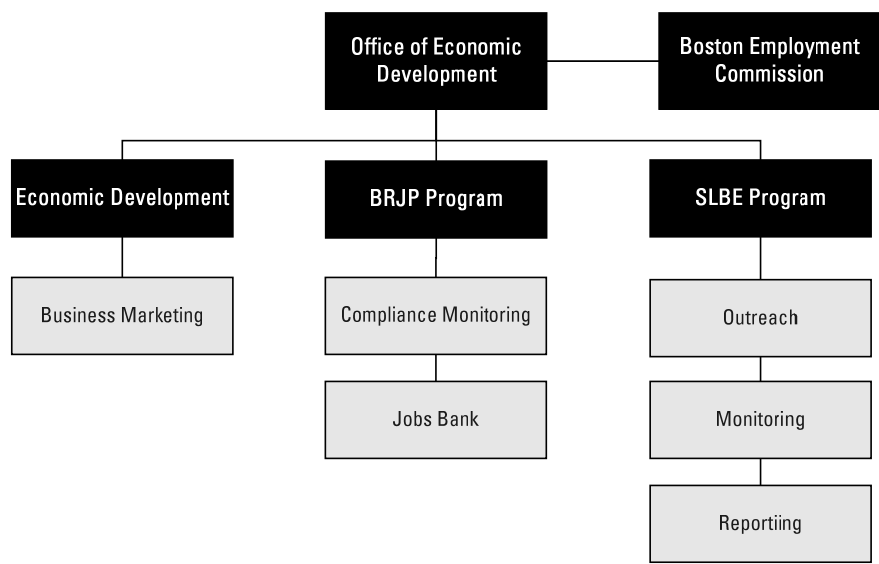 Office of Economic
Development
Boston Employment
Commission
Economic Development
BRJP Program
SLBE Program
Business Marketing
Compliance Monitoring
Outreach
Jobs Bank
Monitoring
Reportiing